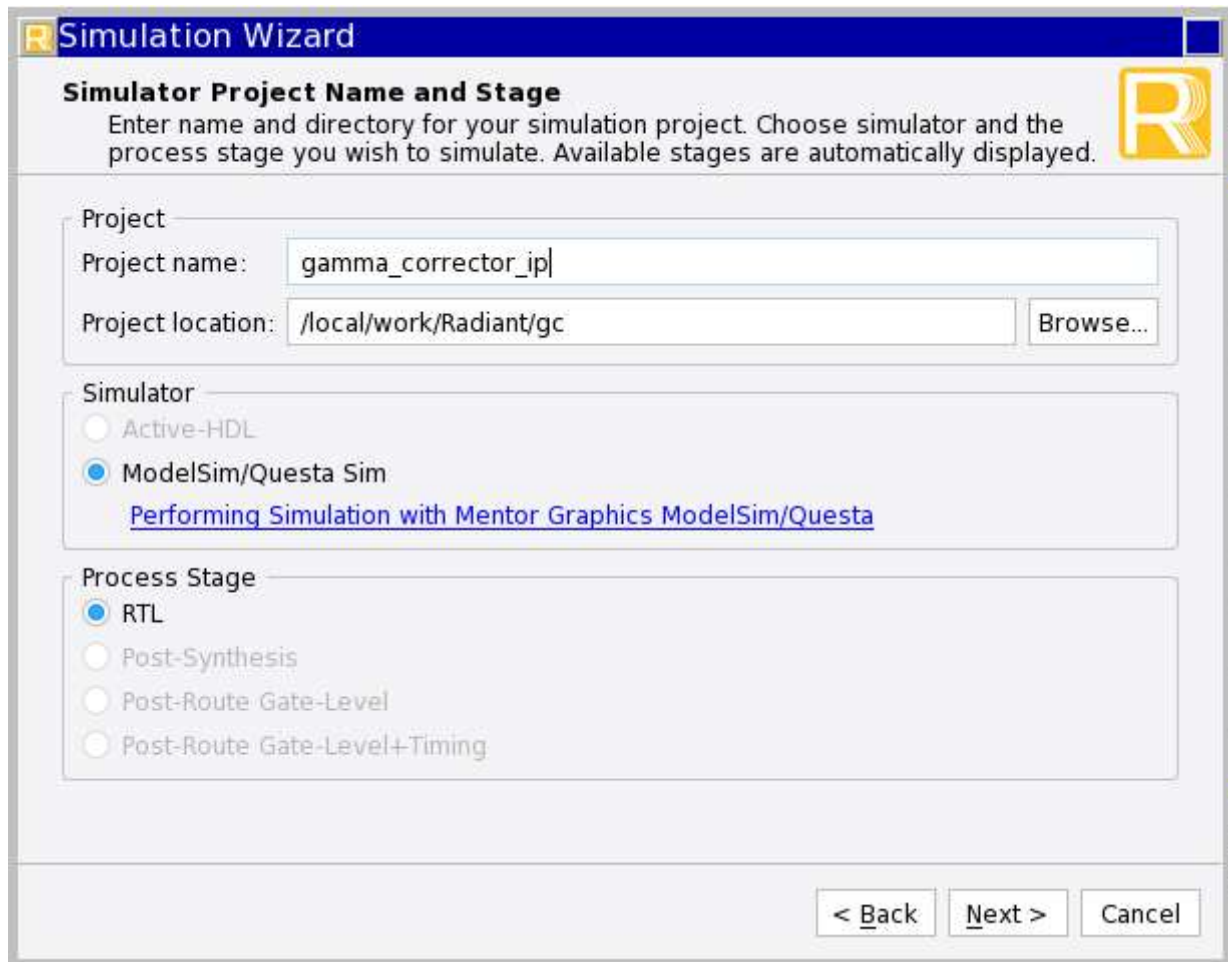 R Simulation Wizard
Simulator Project Name and Stage
Enter name and directory for your simulation project. Choose simulator and the
process stage you wish to simulate. Available stages are automatically displayed.
R
Project
Project name: gamma_corrector_ip
Project location: /local/work/Radiant/gc Browse...
Simulator
Active-HDL
ModelSim/Questa Sim
Performing Simulation with Mentor Graphics ModelSim/Questa
Process Stage
RTL
Post-Synthesis
Post-Route Gate-Level
Post-Route Gate-Level+Timing
< Back Next > Cancel